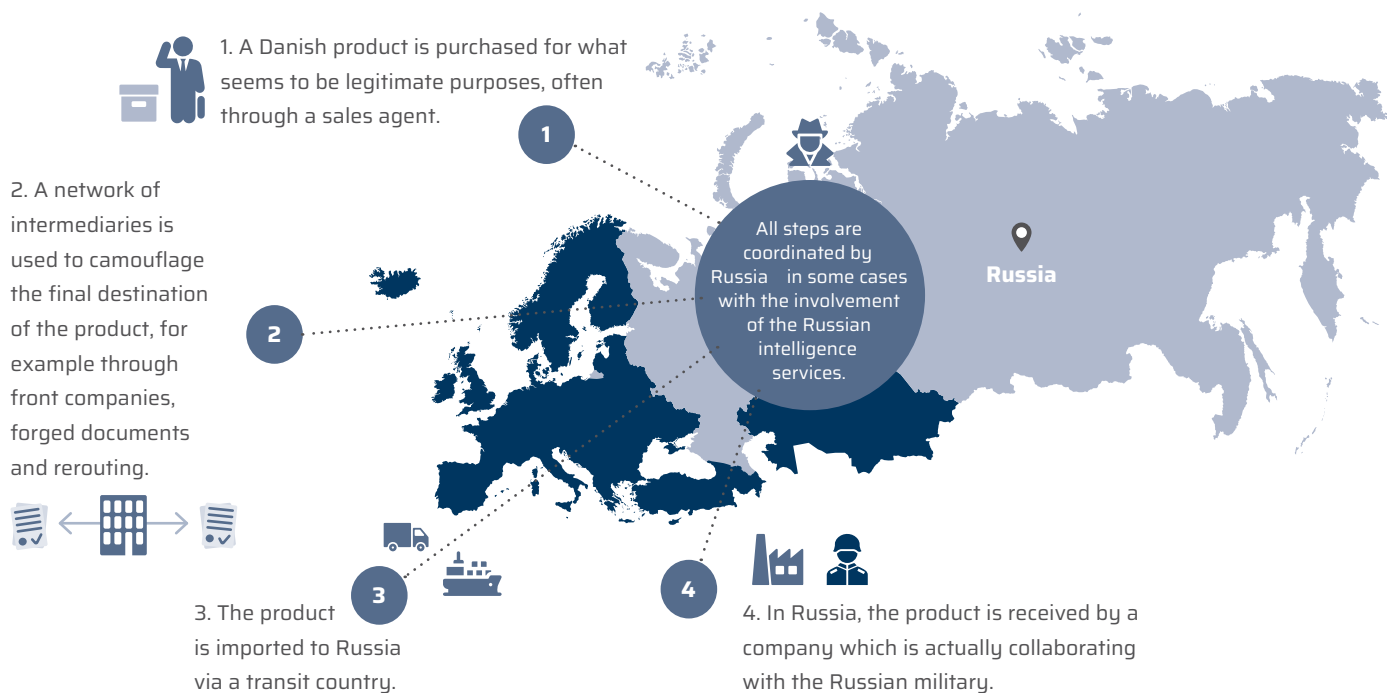 1. A Danish product is purchased for what
seems to be legitimate purposes, often
through a sales agent.
1
2. A network of
intermediaries is
used to camouflage
the final destination
of the product, for
example through
front companies,
forged documents
and rerouting.
2
All steps are
coordinated by
Russia in some cases
with the involvement
of the Russian
intelligence
services.
Russia
3
3. The product
is imported to Russia
via a transit country.
4
4. In Russia, the product is received by a
company which is actually collaborating
with the Russian military.